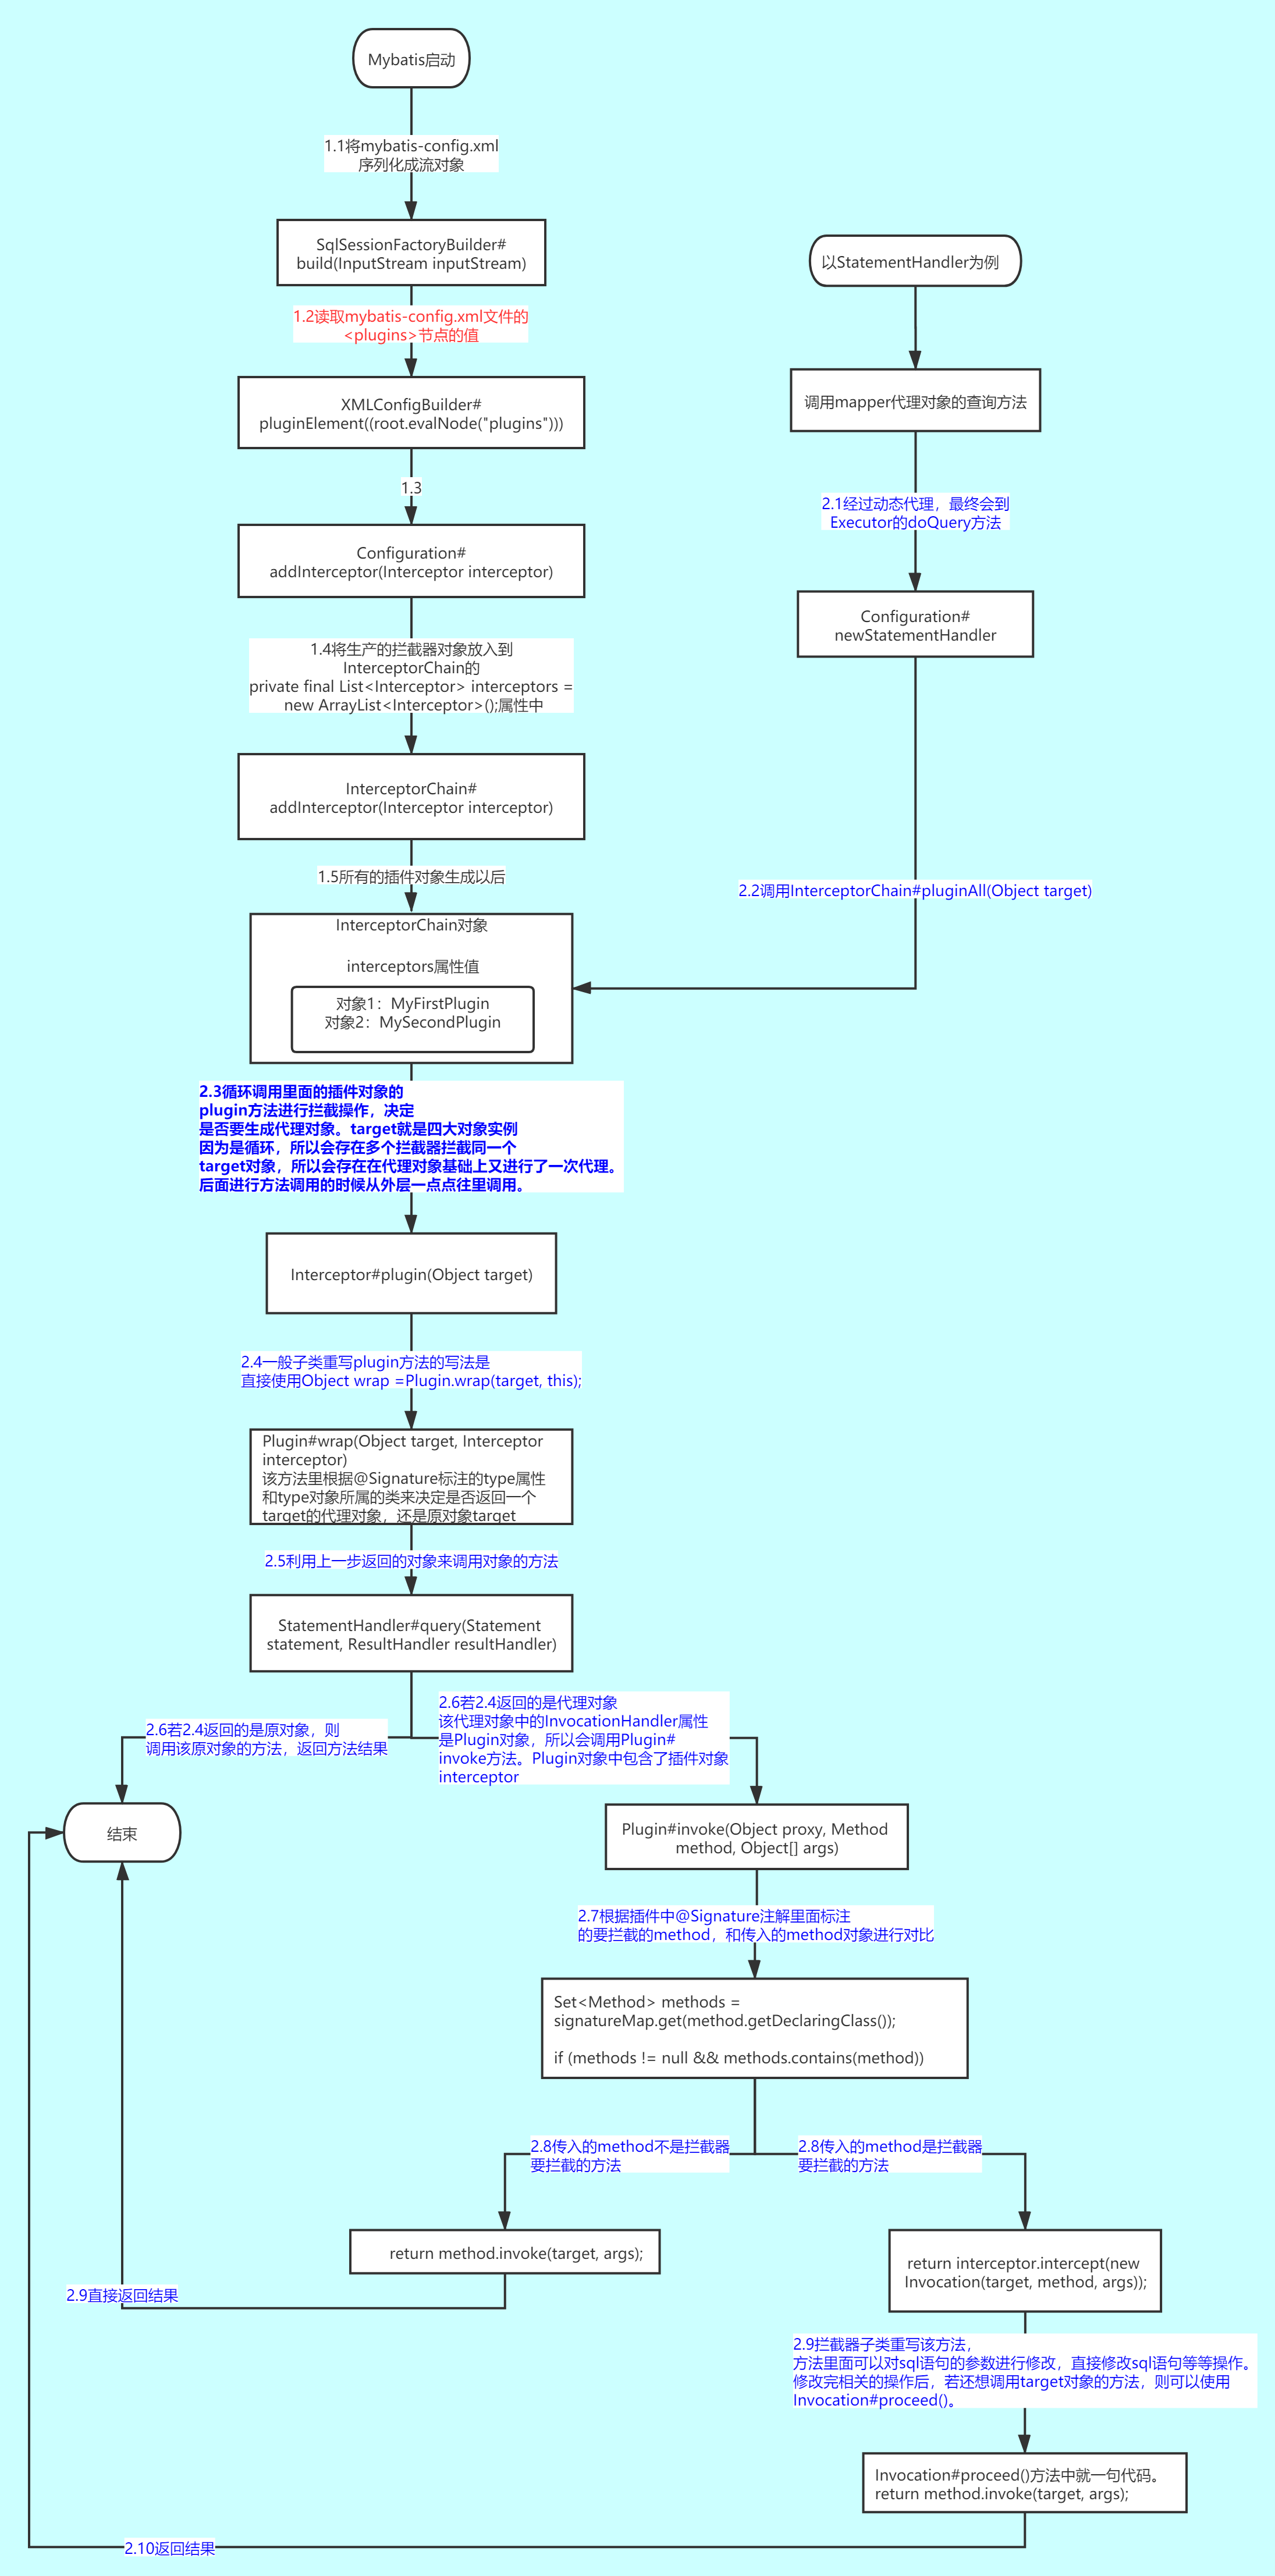 Mybatis启动
1.1将mybatis-config.xml
序列化成流对象
SqlSessionFactoryBuilder#
build(InputStream inputStream)
1.2读取mybatis-config.xml文件的
<plugins>节点的值
XMLConfigBuilder#
pluginElement((root.evalNode("plugins")))
1.3
Configuration#
addInterceptor(Interceptor interceptor)
1.4将生产的拦截器对象放入到
InterceptorChain的
private final List<Interceptor> interceptors =
new ArrayList<Interceptor>();属性中
InterceptorChain#
addInterceptor(Interceptor interceptor)
1.5所有的插件对象生成以后
InterceptorChain对象
interceptors属性值
对象1：MyFirstPlugin
对象2：MySecondPlugin
以StatementHandler为例
调用mapper代理对象的查询方法
2.1经过动态代理，最终会到
Executor的doQuery方法
Configuration#
newStatementHandler
2.2调用InterceptorChain#pluginAll(Object target)
2.3循环调用里面的插件对象的
plugin方法进行拦截操作，决定
是否要生成代理对象。target就是四大对象实例
因为是循环，所以会存在多个拦截器拦截同一个
target对象，所以会存在在代理对象基础上又进行了一次代理。
后面进行方法调用的时候从外层一点点往里调用。
Interceptor#plugin(Object target)
2.4一般子类重写plugin方法的写法是
直接使用Object wrap =Plugin.wrap(target, this);
Plugin#wrap(Object target, Interceptor
interceptor)
该方法里根据@Signature标注的type属性
和type对象所属的类来决定是否返回一个
target的代理对象，还是原对象target
2.5利用上一步返回的对象来调用对象的方法
StatementHandler#query(Statement
statement, ResultHandler resultHandler)
2.6若2.4返回的是原对象，则
调用该原对象的方法，返回方法结果
2.6若2.4返回的是代理对象
该代理对象中的InvocationHandler属性
是Plugin对象，所以会调用Plugin#
invoke方法。Plugin对象中包含了插件对象
interceptor
结束
Plugin#invoke(Object proxy, Method
method, Object[] args)
2.7根据插件中@Signature注解里面标注
的要拦截的method，和传入的method对象进行对比
Set<Method> methods =
signatureMap.get(method.getDeclaringClass());
if (methods != null && methods.contains(method))
2.8传入的method不是拦截器
要拦截的方法
2.8传入的method是拦截器
要拦截的方法
return method.invoke(target, args);
2.9直接返回结果
return interceptor.intercept(new
Invocation(target, method, args));
2.9拦截器子类重写该方法，
方法里面可以对sql语句的参数进行修改，直接修改sql语句等等操作。
修改完相关的操作后，若还想调用target对象的方法，则可以使用
Invocation#proceed()。
Invocation#proceed()方法中就一句代码。
return method.invoke(target, args);
2.10返回结果